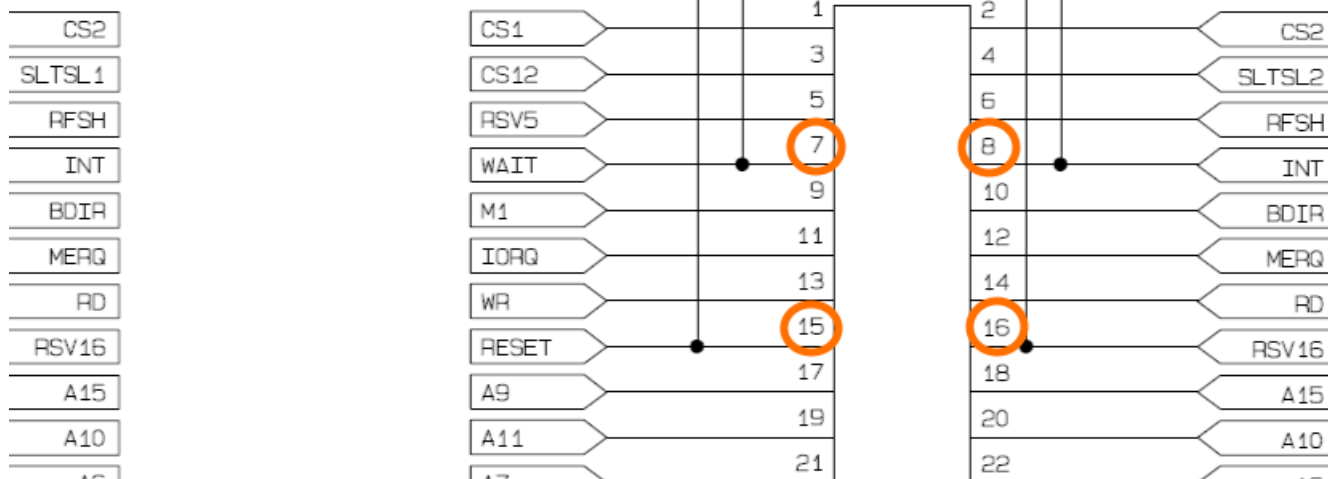 1 2
CS2 CS1 CS2
3 4
SLTSL1 CS12 SLTSL2
5 6
RFSH RSV5 RFSH
7 8
INT WAIT INT
9 10
BDIR M1 BDIR
11 12
MERQ IORQ MERQ
13 14
RD WR RD
15 16
RSV16 RESET RSV16
17 18
A15 A9 A15
19 20
A10 A11 A10
21 22